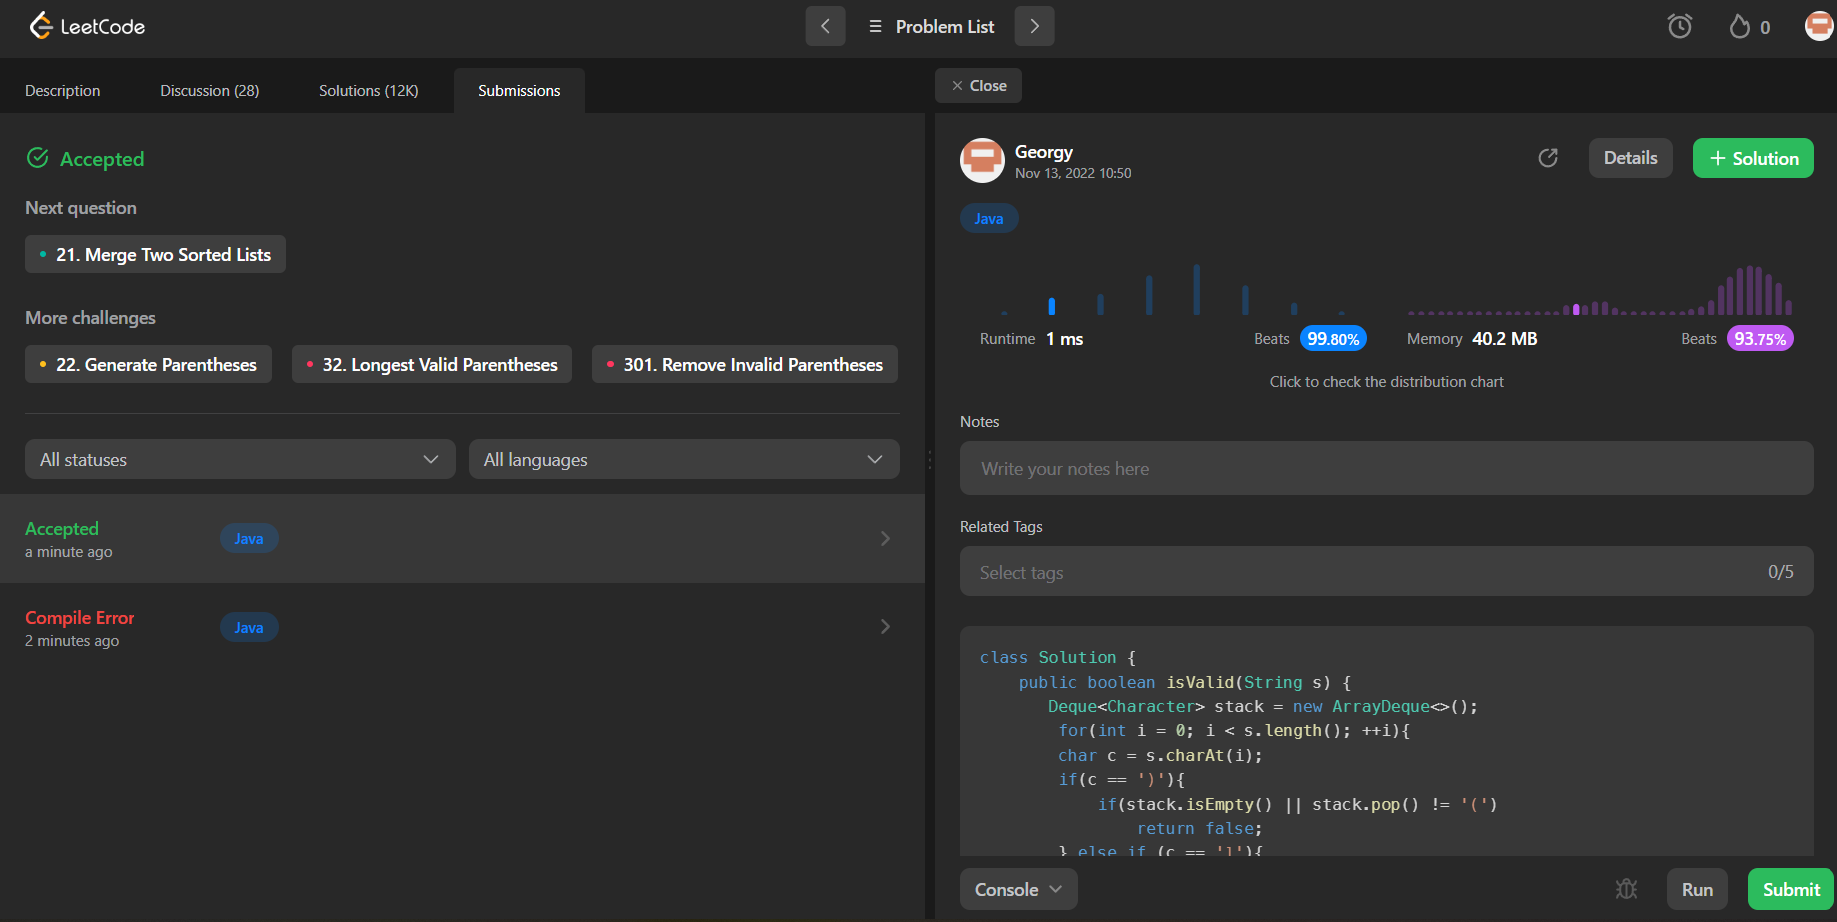 LeetCode
Problem List
0
Description
Discussion (28)
Solutions (12K)
Submissions
Close
Accepted
Next question
21. Merge Two Sorted Lists
More challenges
22. Generate Parentheses
32. Longest Valid Parentheses
301. Remove Invalid Parentheses
All statuses
All languages
Accepted
a minute ago
Java
Compile Error
2 minutes ago
Java
Georgy
Nov 13, 2022 10:50
Details
+ Solution
Java
Runtime 1 ms
Beats 99.80%
Memory 40.2 MB
Beats 93.75%
Click to check the distribution chart
Notes
Write your notes here
Related Tags
Select tags
0/5
class Solution {
    public boolean isValid(String s) {
       Deque<Character> stack = new ArrayDeque<>();
        for(int i = 0; i < s.length(); ++i){
        char c = s.charAt(i);
        if(c == ')'){
            if(stack.isEmpty() || stack.pop() != '(')
                return false;
        } else if (c == ']'){
Console
Run
Submit